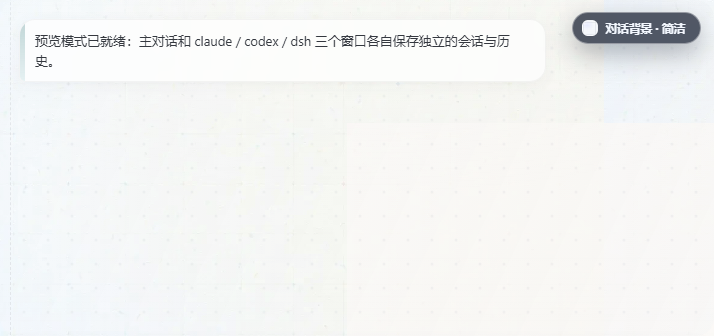 预览模式已就绪：主对话和 claude / codex / dsh 三个窗口各自保存独立的会话与历
史。
对话背景 · 简洁